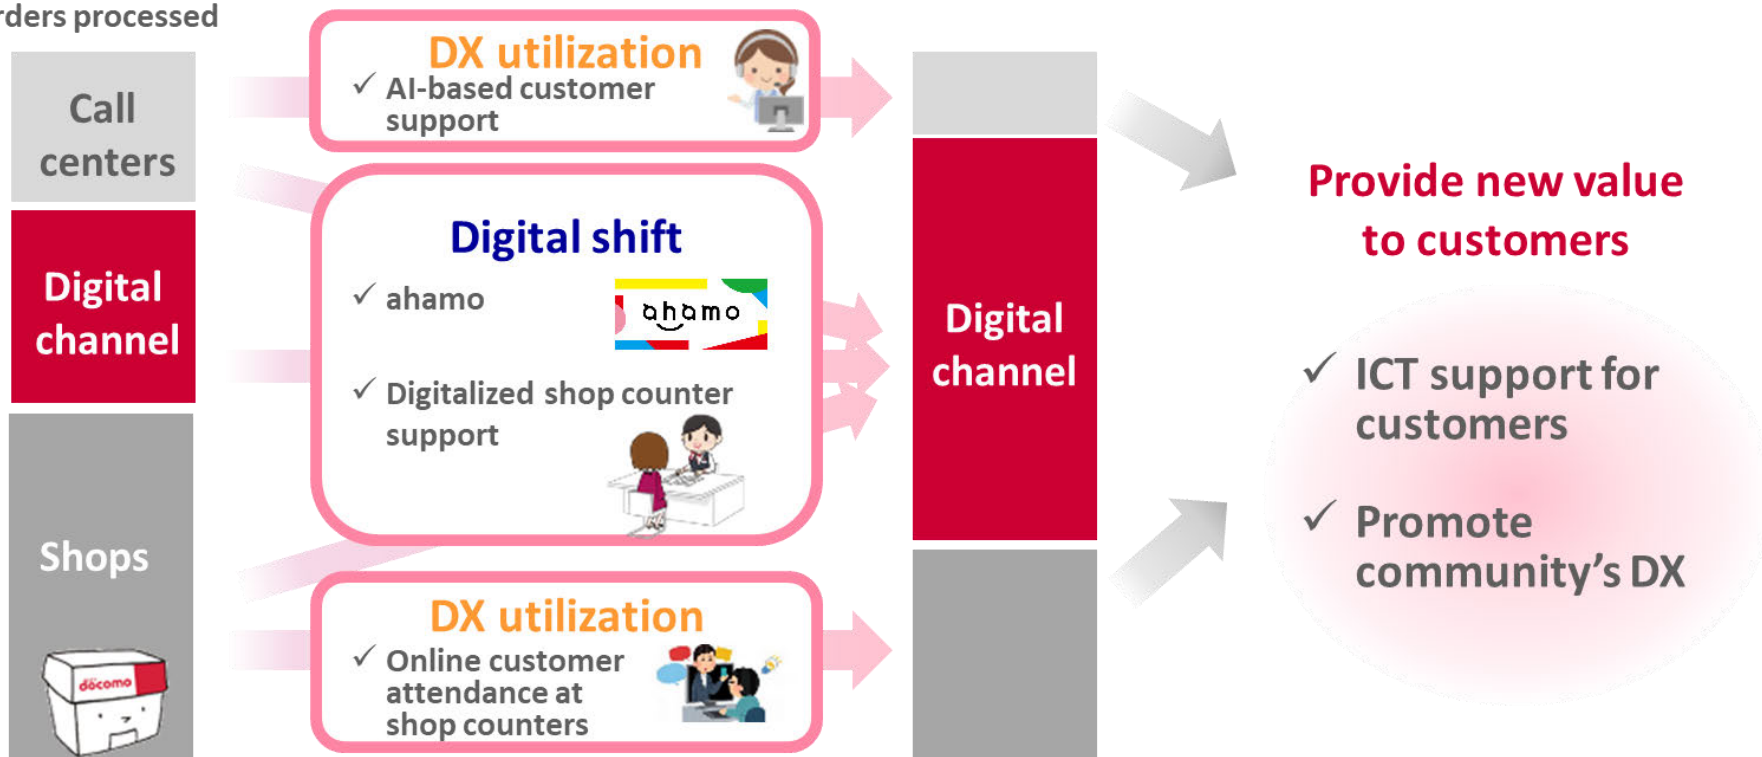 orders processed
Call
centers
Digital
channel
Shops
docomo
DX utilization
✓ AI-based customer
support
Digital shift
✓ ahamo
ahamo
✓ Digitalized shop counter
support
DX utilization
✓ Online customer
attendance at
shop counters
Digital
channel
Provide new value
to customers
✓ ICT support for
customers
✓ Promote
community’s DX